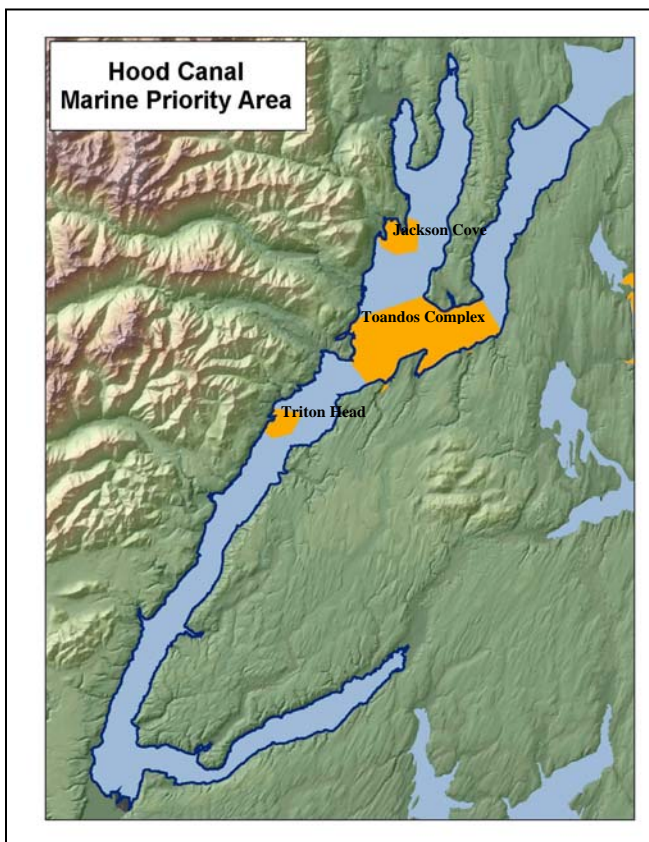 Hood Canal
Marine Priority Area
Jackson Cove
Toandos Complex
Triton Head